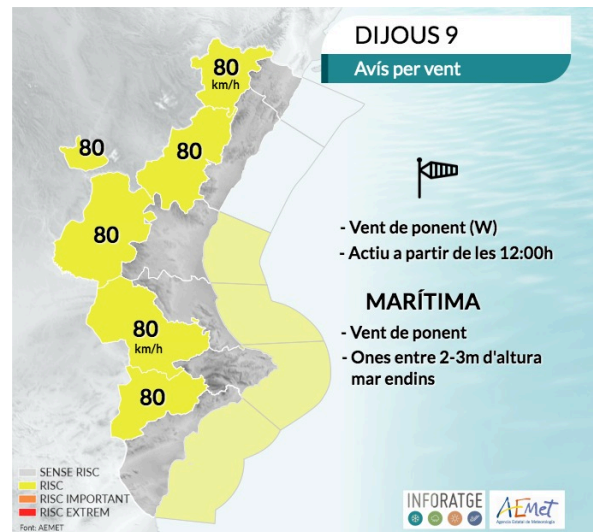 DIJOUS 9
Avís per vent
80
km/h
80
80
80
80
km/h
80
- Vent de ponent (W)
- Actiu a partir de les 12:00h
MARÍTIMA
- Vent de ponent
- Ones entre 2-3m d'altura
mar endins
SENSE RISC
RISC
RISC IMPORTANT
RISC EXTREM
Font: AEMET
INFORATGE
AEmet
Agencia Estatal de Meteorología